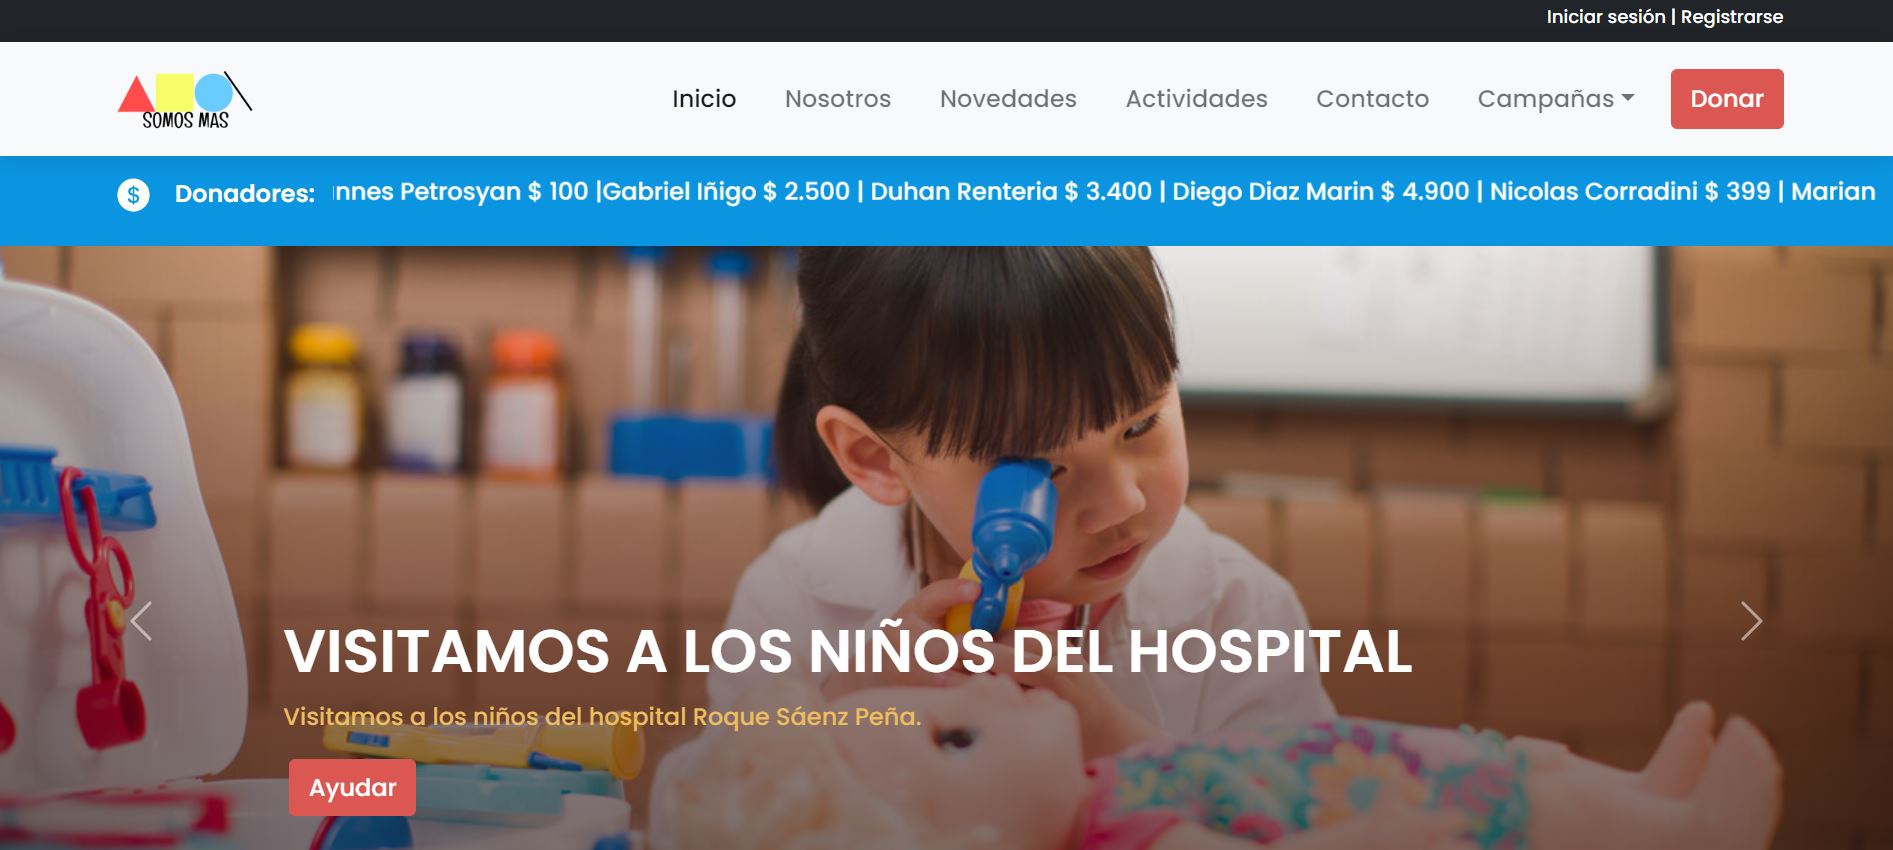 Iniciar sesión | Registrarse
SOMOS MAS
Inicio Nosotros Novedades Actividades Contacto Campañas Donar
$ Donadores: nnes Petrosyan $ 100 |Gabriel Iñigo $ 2.500 | Duhan Renteria $ 3.400 | Diego Diaz Marin $ 4.900 | Nicolas Corradini $ 399 | Marian
VISITAMOS A LOS NIÑOS DEL HOSPITAL
Visitamos a los niños del hospital Roque Sáenz Peña.
Ayudar